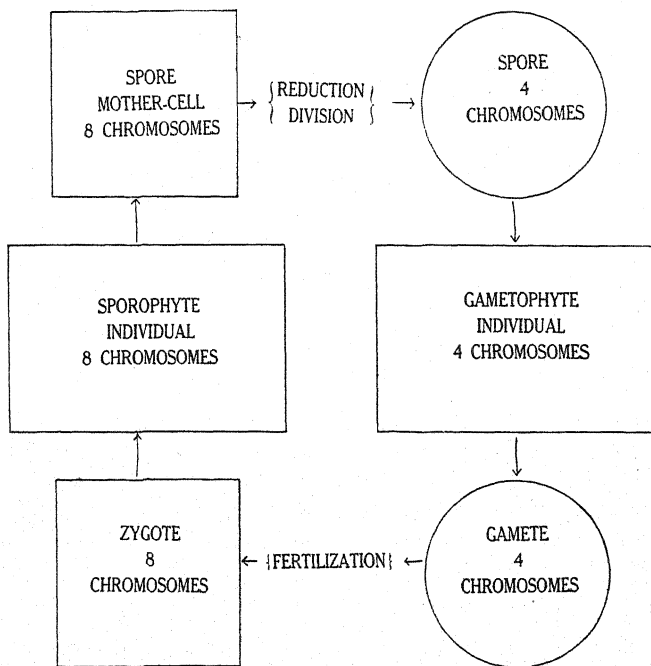 SPORE
MOTHER-CELL
8 CHROMOSOMES
→ {REDUCTION DIVISION} →
SPORE
4
CHROMOSOMES
SPOROPHYTE
INDIVIDUAL
8 CHROMOSOMES
GAMETOPHYTE
INDIVIDUAL
4 CHROMOSOMES
ZYGOTE
8
CHROMOSOMES
← {FERTILIZATION} ←
GAMETE
4
CHROMOSOMES